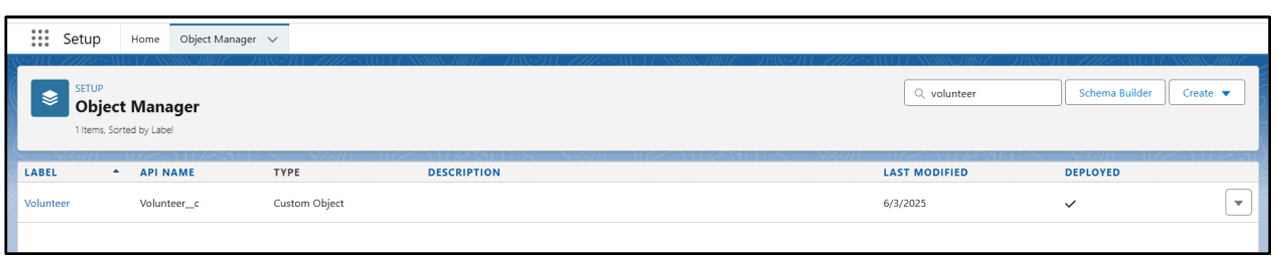 Setup Home Object Manager
SETUP
Object Manager
1 Items, Sorted by Label
volunteer
Schema Builder
Create
LABEL API NAME TYPE DESCRIPTION LAST MODIFIED DEPLOYED
Volunteer Volunteer__c Custom Object 6/3/2025